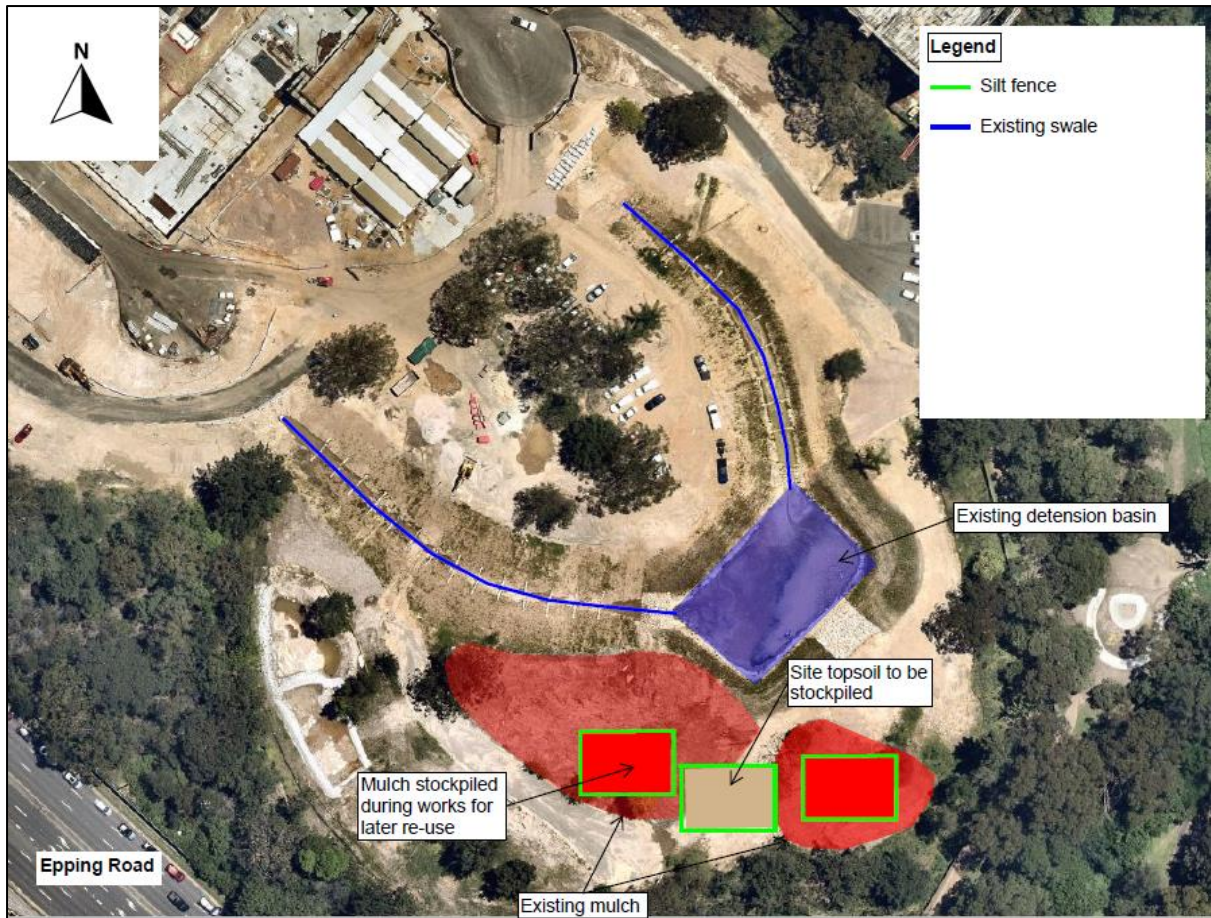 N
Legend
Silt fence
Existing swale
Existing detension basin
Site topsoil to be
stockpiled
Mulch stockpiled
during works for
later re-use
Epping Road
Existing mulch